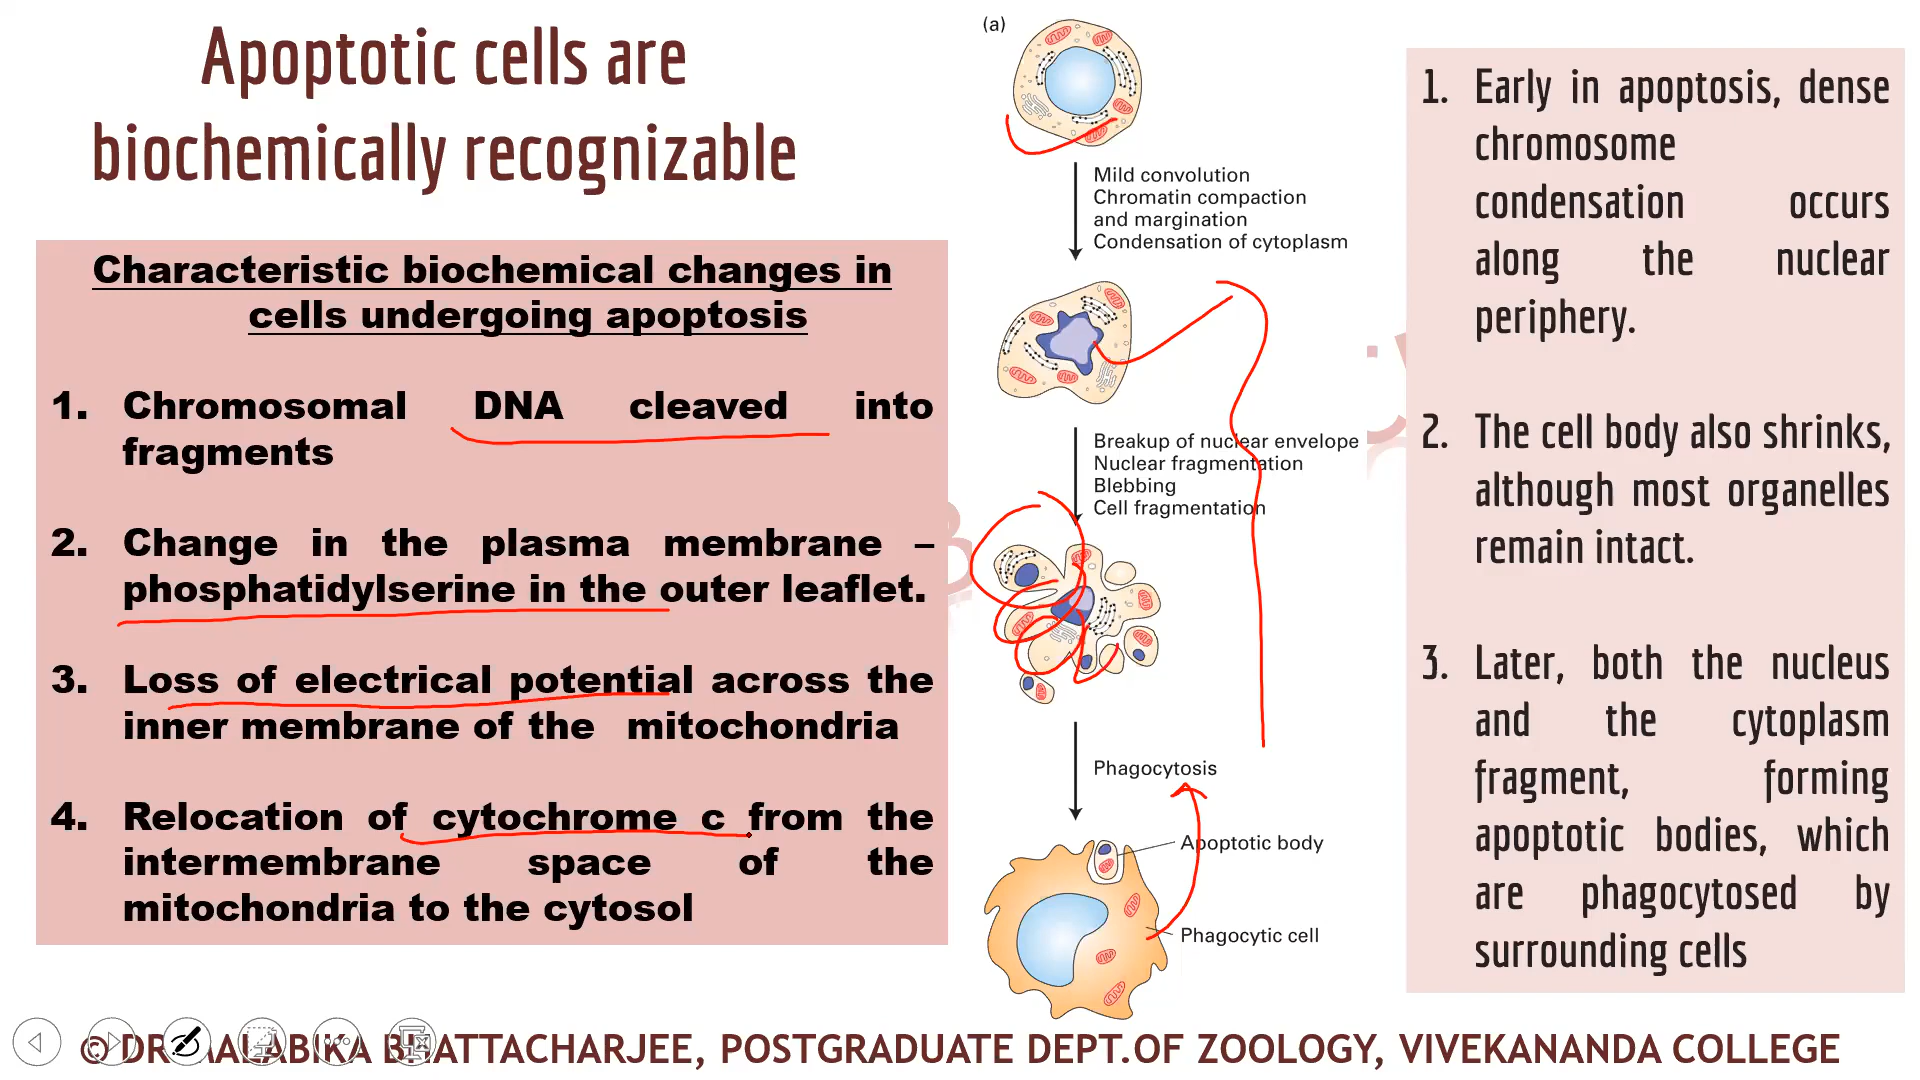 Apoptotic cells are
biochemically recognizable
Characteristic biochemical changes in
cells undergoing apoptosis
1. Chromosomal DNA cleaved into
fragments
2. Change in the plasma membrane –
phosphatidylserine in the outer leaflet.
3. Loss of electrical potential across the
inner membrane of the mitochondria
4. Relocation of cytochrome c from the
intermembrane space of the
mitochondria to the cytosol
(a)
Mild convolution
Chromatin compaction
and margination
Condensation of cytoplasm
Breakup of nuclear envelope
Nuclear fragmentation
Blebbing
Cell fragmentation
Phagocytosis
Apoptotic body
Phagocytic cell
1. Early in apoptosis, dense
chromosome
condensation occurs
along the nuclear
periphery.
2. The cell body also shrinks,
although most organelles
remain intact.
3. Later, both the nucleus
and the cytoplasm
fragment, forming
apoptotic bodies, which
are phagocytosed by
surrounding cells
© DR. MALABIKA BHATTACHARJEE, POSTGRADUATE DEPT.OF ZOOLOGY, VIVEKANANDA COLLEGE